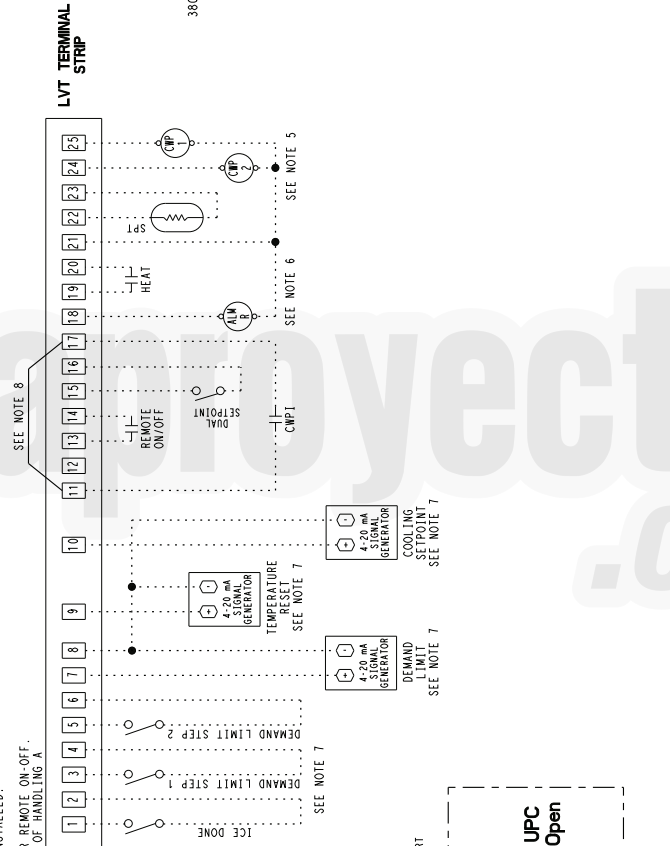 LVT TERMINAL
STRIP
380
25
24
23
22
21
20
19
18
17
16
15
14
13
12
11
10
9
8
7
6
5
4
3
2
1
CWP
1
CWP
2
SEE NOTE 5
SPT
HEAT
ALM
R
SEE NOTE 6
SEE NOTE 8
REMOTE
ON/OFF
DUAL
SETPOINT
CWPI
-
+
4-20 mA
SIGNAL
GENERATOR
COOLING
SETPOINT
SEE NOTE 7
-
+
4-20 mA
SIGNAL
GENERATOR
TEMPERATURE
RESET
SEE NOTE 7
-
+
4-20 mA
SIGNAL
GENERATOR
DEMAND
LIMIT
SEE NOTE 7
DEMAND LIMIT STEP 2
DEMAND LIMIT STEP 1
ICE DONE
SEE NOTE 7
REMOTE ON-OFF.
OF HANDLING A
UPC
Open
aproyect
.c